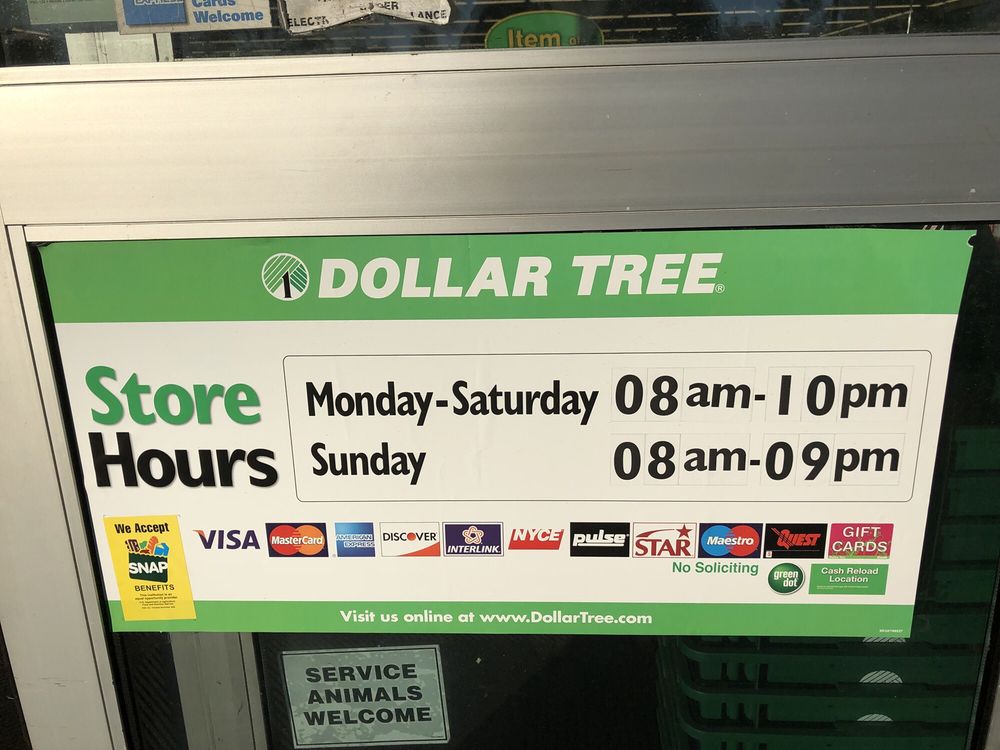 Cards
Welcome
Item
DOLLAR TREE®
Store
Hours
Monday-Saturday 08am-10pm
Sunday 08am-09pm
We Accept
SNAP
BENEFITS
VISA MasterCard AMERICAN EXPRESS DISCOVER INTERLINK NYCE pulse STAR Maestro QUEST GIFT CARDS
No Soliciting
green dot
Cash Reload
Location
Visit us online at www.DollarTree.com
SERVICE
ANIMALS
WELCOME